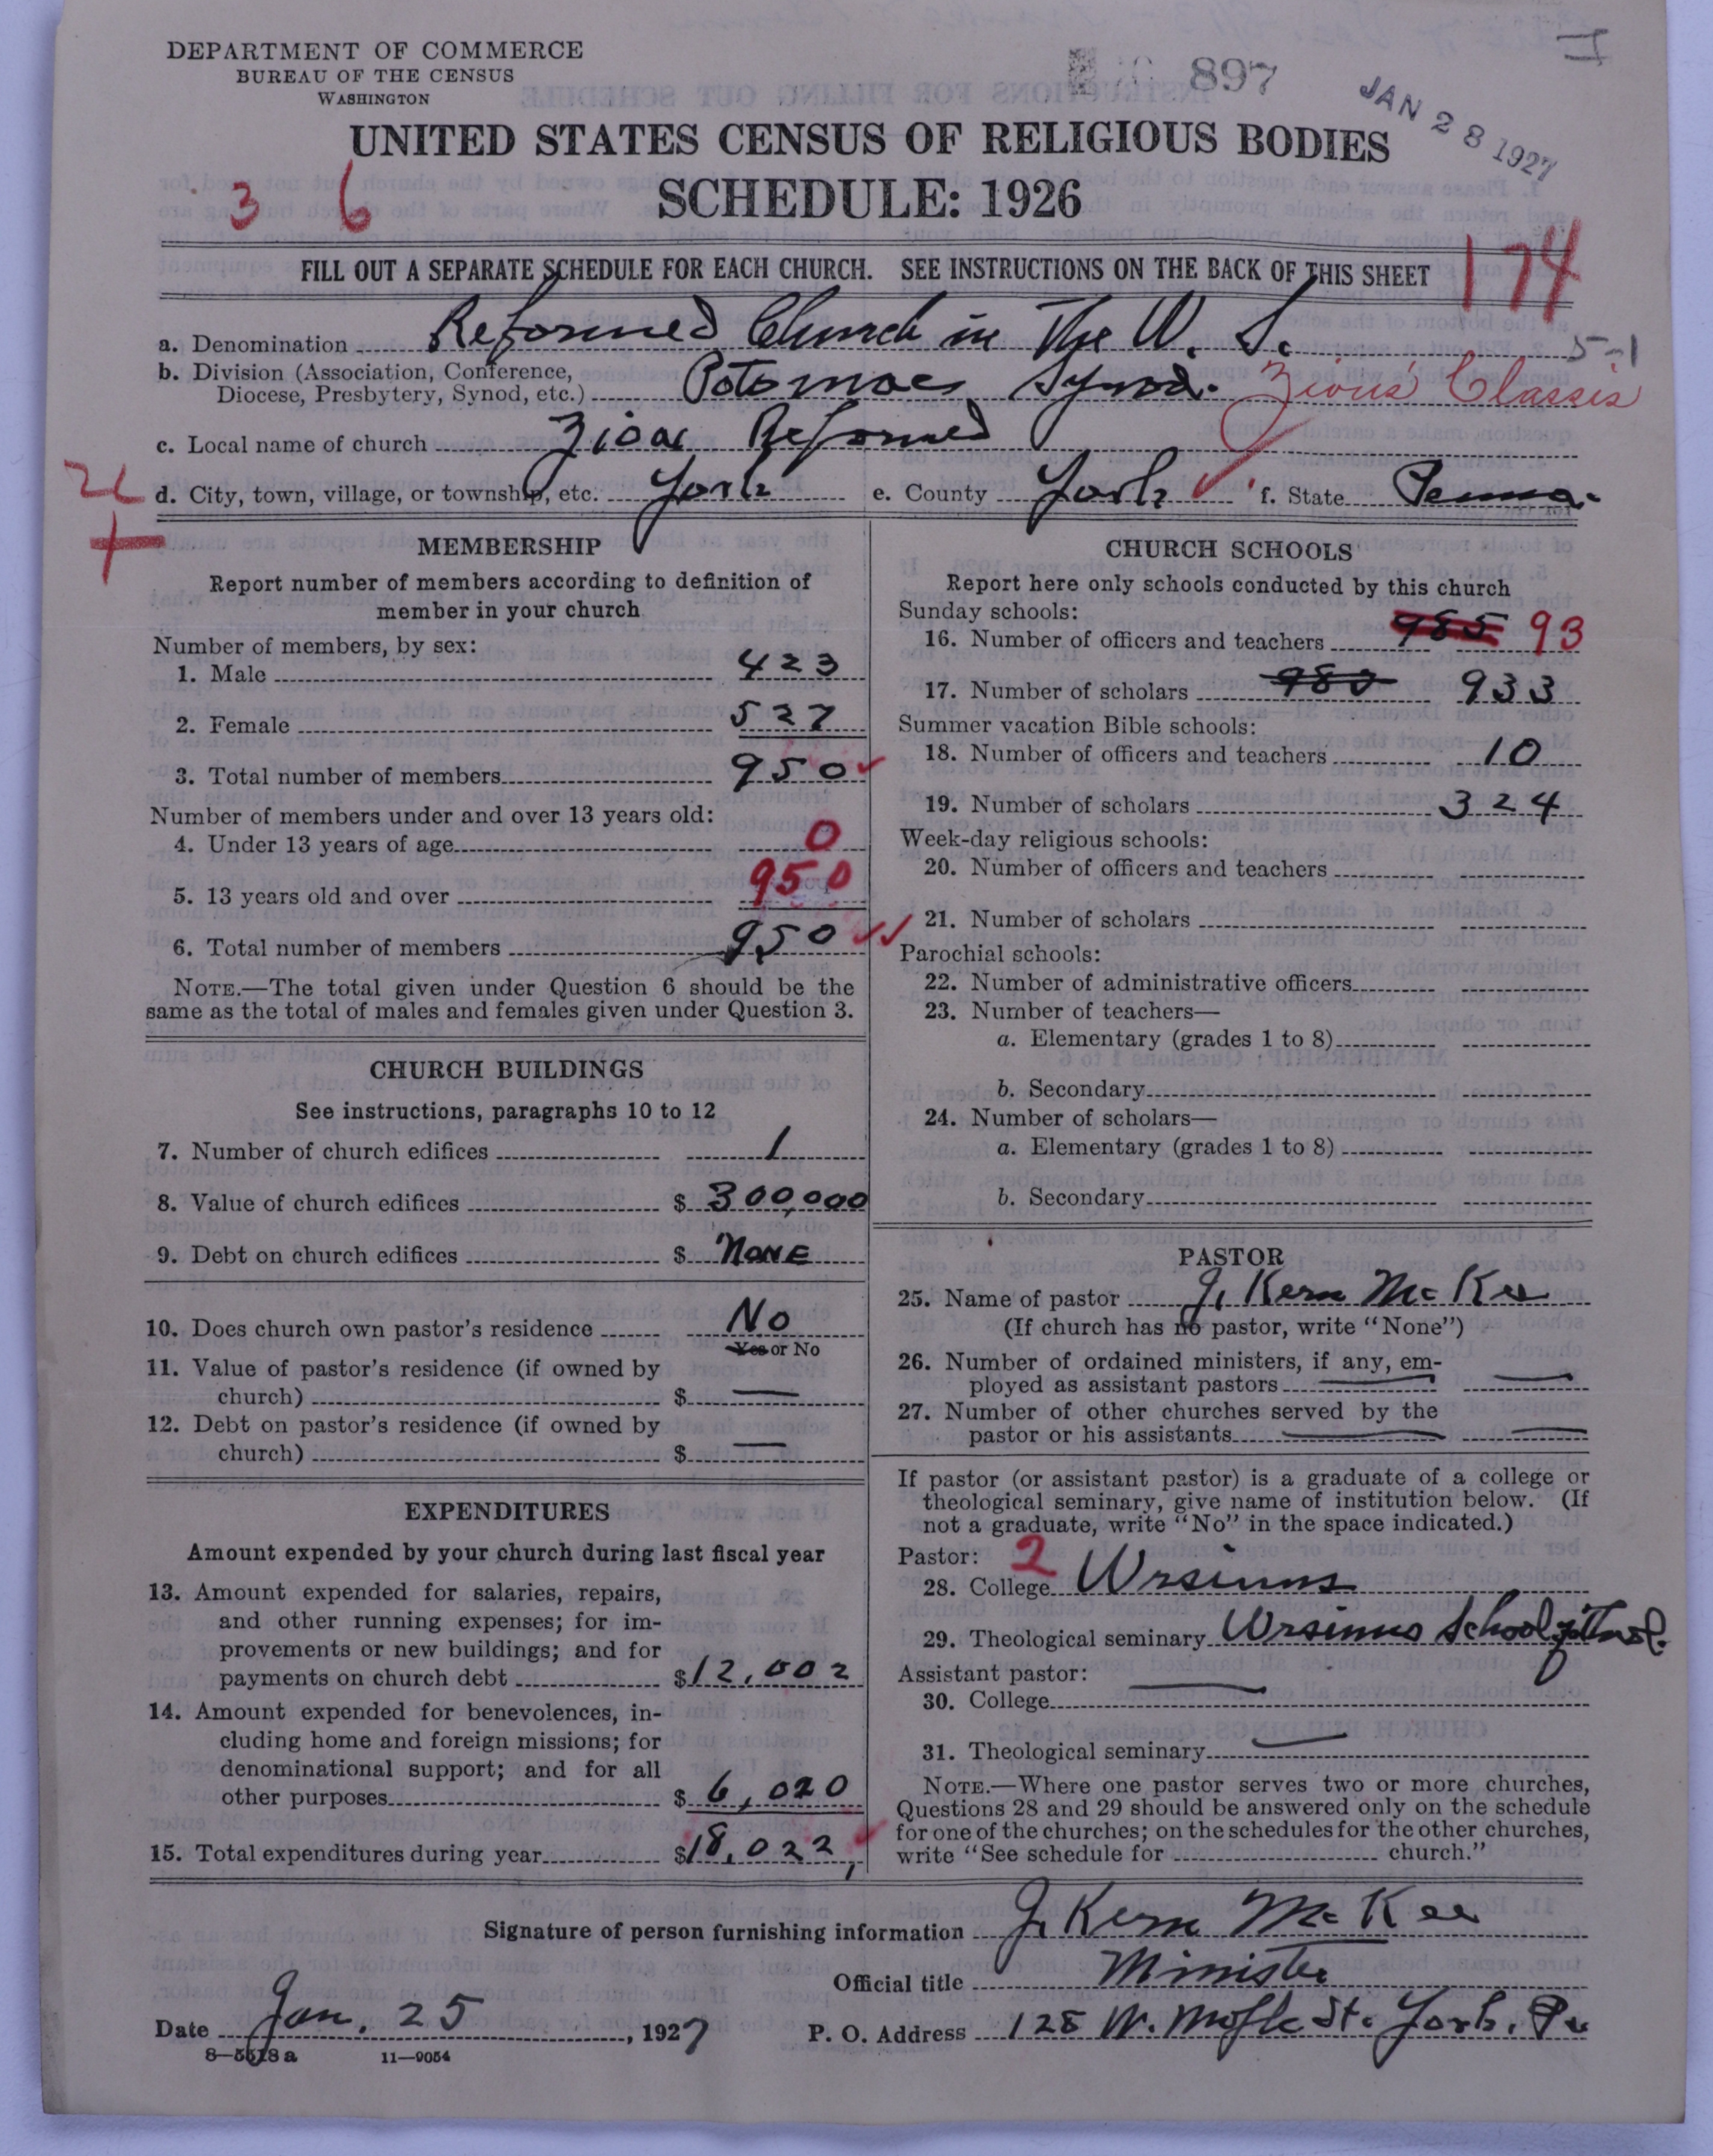 DEPARTMENT OF COMMERCE
BUREAU OF THE CENSUS
WASHINGTON
897
JAN 28 1927
UNITED STATES CENSUS OF RELIGIOUS BODIES
SCHEDULE: 1926
3 6
174
FILL OUT A SEPARATE SCHEDULE FOR EACH CHURCH. SEE INSTRUCTIONS ON THE BACK OF THIS SHEET
a. Denomination Reformed Church in The U. S. 5-1
b. Division (Association, Conference,
Diocese, Presbytery, Synod, etc.) Potomac Synod. Zions' Classis
c. Local name of church Zion Reformed
d. City, town, village, or township, etc. York e. County York f. State Penna.
MEMBERSHIP
Report number of members according to definition of
member in your church
Number of members, by sex:
1. Male 423
2. Female 527
3. Total number of members 950
Number of members under and over 13 years old:
4. Under 13 years of age 0
5. 13 years old and over 950
6. Total number of members 950
NOTE.—The total given under Question 6 should be the
same as the total of males and females given under Question 3.
CHURCH BUILDINGS
See instructions, paragraphs 10 to 12
7. Number of church edifices 1
8. Value of church edifices $ 300,000
9. Debt on church edifices $ NONE
10. Does church own pastor's residence No
Yes or No
11. Value of pastor's residence (if owned by
church) $ —
12. Debt on pastor's residence (if owned by
church) $ —
EXPENDITURES
Amount expended by your church during last fiscal year
13. Amount expended for salaries, repairs,
and other running expenses; for im-
provements or new buildings; and for
payments on church debt $ 12,002
14. Amount expended for benevolences, in-
cluding home and foreign missions; for
denominational support; and for all
other purposes $ 6,020
15. Total expenditures during year $ 18,022
CHURCH SCHOOLS
Report here only schools conducted by this church
Sunday schools:
16. Number of officers and teachers 985 93
17. Number of scholars 980 933
Summer vacation Bible schools:
18. Number of officers and teachers 10
19. Number of scholars 324
Week-day religious schools:
20. Number of officers and teachers
21. Number of scholars
Parochial schools:
22. Number of administrative officers
23. Number of teachers—
a. Elementary (grades 1 to 8)
b. Secondary
24. Number of scholars—
a. Elementary (grades 1 to 8)
b. Secondary
PASTOR
25. Name of pastor J. Kern McKee
(If church has no pastor, write "None")
26. Number of ordained ministers, if any, em-
ployed as assistant pastors —
27. Number of other churches served by the
pastor or his assistants —
If pastor (or assistant pastor) is a graduate of a college or
theological seminary, give name of institution below. (If
not a graduate, write "No" in the space indicated.)
Pastor: 2
28. College Ursinus
29. Theological seminary Ursinus School of Theol.
Assistant pastor:
30. College —
31. Theological seminary —
NOTE.—Where one pastor serves two or more churches,
Questions 28 and 29 should be answered only on the schedule
for one of the churches; on the schedules for the other churches,
write "See schedule for church."
Signature of person furnishing information J. Kern McKee
Official title Minister
Date Jan. 25, 1927 P. O. Address 128 W. St. York, Pa
8—5518 a 11—9054